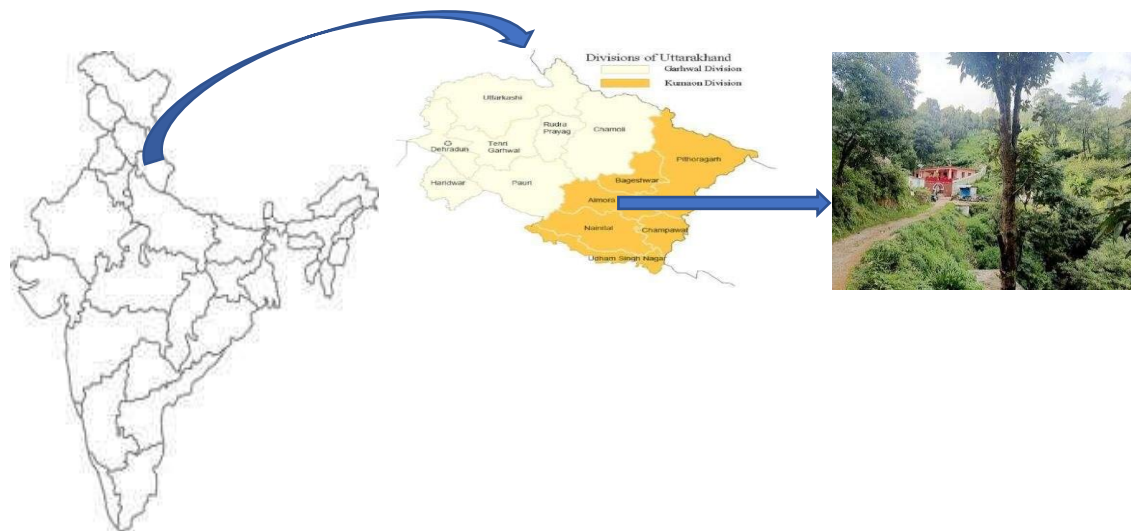 Divisions of Uttarakhand
Garhwal Division
Kumaon Division
Uttarkashi
Rudra
Prayag
Chamoli
Dehradun
Tehri
Garhwal
Pithoragarh
Haridwar
Pauri
Bageshwar
Almora
Nainital
Champawat
Udham Singh Nagar